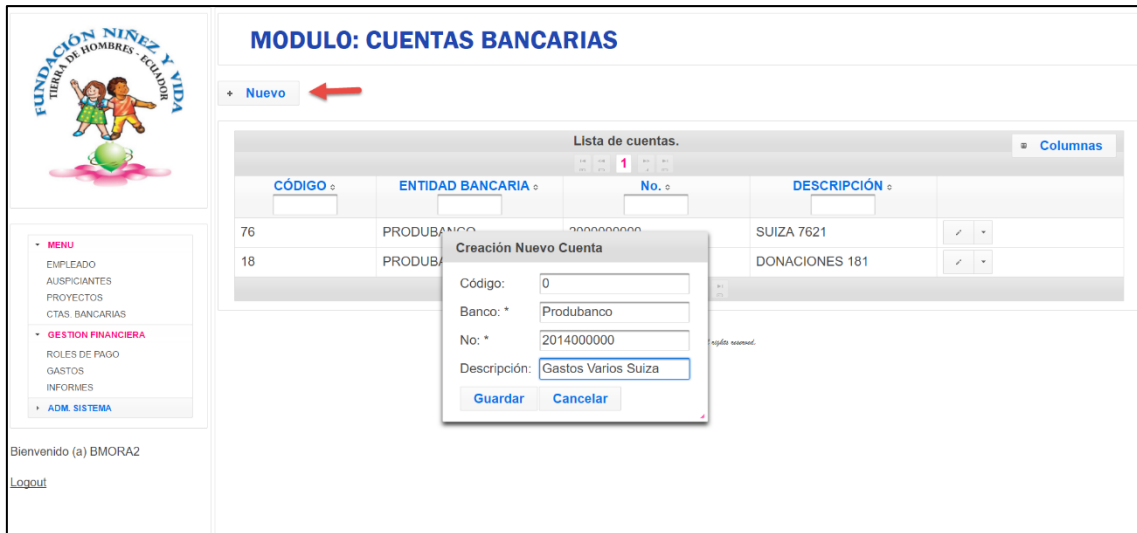 FUNDACIÓN NIÑEZ Y VIDA
TIERRA DE HOMBRES - ECUADOR
MODULO: CUENTAS BANCARIAS
+ Nuevo
Lista de cuentas.
1
Columnas
CÓDIGO
ENTIDAD BANCARIA
No.
DESCRIPCIÓN
76
SUIZA 7621
18
DONACIONES 181
Creación Nuevo Cuenta
Código: 0
Banco: * Produbanco
No: * 2014000000
Descripción: Gastos Varios Suiza
Guardar Cancelar
rights reserved.
MENU
EMPLEADO
AUSPICIANTES
PROYECTOS
CTAS. BANCARIAS
GESTION FINANCIERA
ROLES DE PAGO
GASTOS
INFORMES
ADM. SISTEMA
Bienvenido (a) BMORA2
Logout